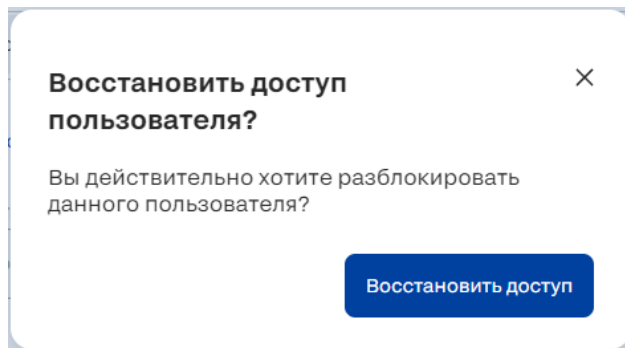 Восстановить доступ
пользователя?
Вы действительно хотите разблокировать
данного пользователя?
Восстановить доступ